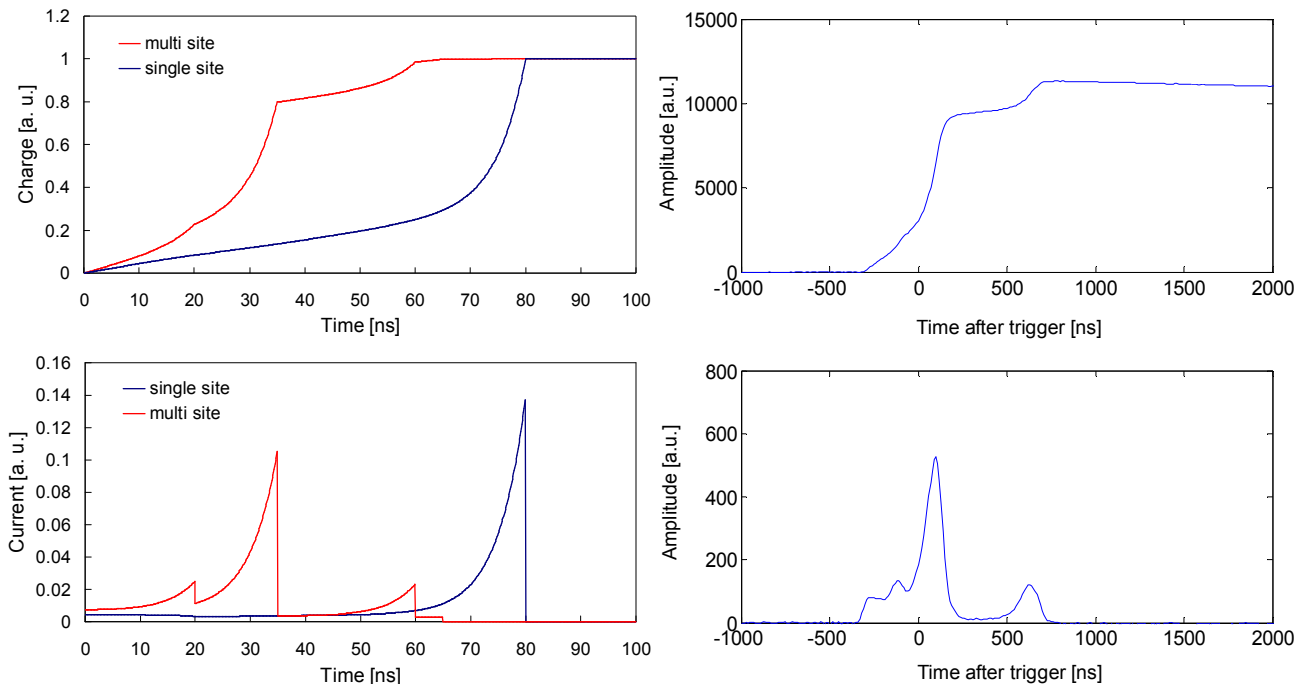 1.2
1
0.8
0.6
0.4
0.2
0
Charge [a. u.]
multi site
single site
0 10 20 30 40 50 60 70 80 90 100
Time [ns]
15000
10000
5000
0
Amplitude [a.u.]
-1000 -500 0 500 1000 1500 2000
Time after trigger [ns]
0.16
0.14
0.12
0.1
0.08
0.06
0.04
0.02
0
Current [a. u.]
single site
multi site
0 10 20 30 40 50 60 70 80 90 100
Time [ns]
800
600
400
200
0
Amplitude [a.u.]
-1000 -500 0 500 1000 1500 2000
Time after trigger [ns]